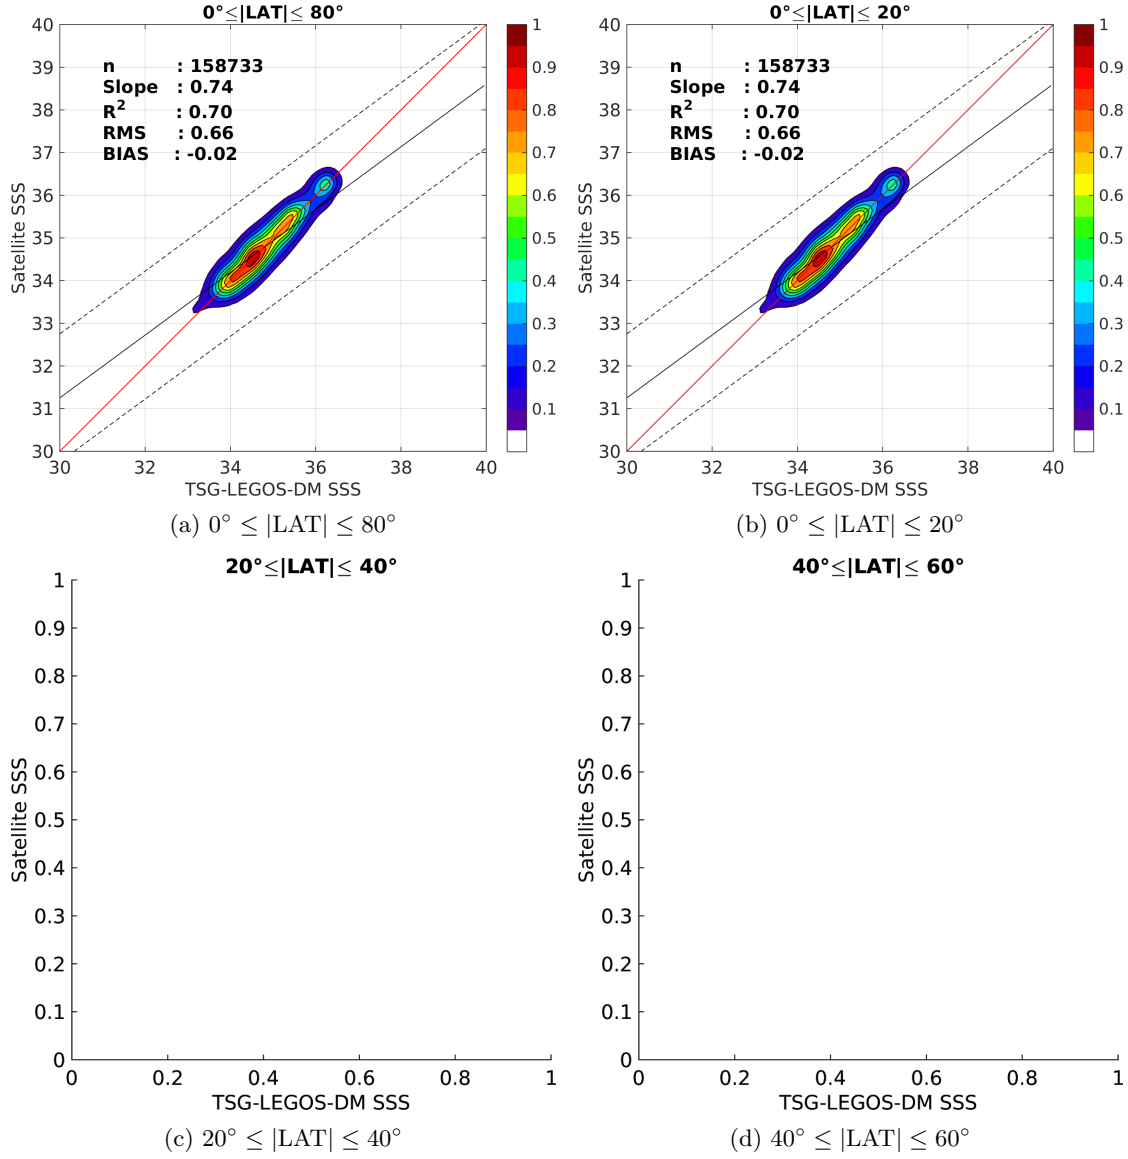 0°≤|LAT|≤ 80°
40
39
38
37
36
35
34
33
32
31
30
Satellite SSS
n : 158733
Slope : 0.74
R² : 0.70
RMS : 0.66
BIAS : -0.02
1
0.9
0.8
0.7
0.6
0.5
0.4
0.3
0.2
0.1
30 32 34 36 38 40
TSG-LEGOS-DM SSS
(a) 0° ≤ |LAT| ≤ 80°
0°≤|LAT|≤ 20°
40
39
38
37
36
35
34
33
32
31
30
Satellite SSS
n : 158733
Slope : 0.74
R² : 0.70
RMS : 0.66
BIAS : -0.02
1
0.9
0.8
0.7
0.6
0.5
0.4
0.3
0.2
0.1
30 32 34 36 38 40
TSG-LEGOS-DM SSS
(b) 0° ≤ |LAT| ≤ 20°
20°≤|LAT|≤ 40°
1
0.9
0.8
0.7
0.6
0.5
0.4
0.3
0.2
0.1
0
Satellite SSS
0 0.2 0.4 0.6 0.8 1
TSG-LEGOS-DM SSS
(c) 20° ≤ |LAT| ≤ 40°
40°≤|LAT|≤ 60°
1
0.9
0.8
0.7
0.6
0.5
0.4
0.3
0.2
0.1
0
Satellite SSS
0 0.2 0.4 0.6 0.8 1
TSG-LEGOS-DM SSS
(d) 40° ≤ |LAT| ≤ 60°